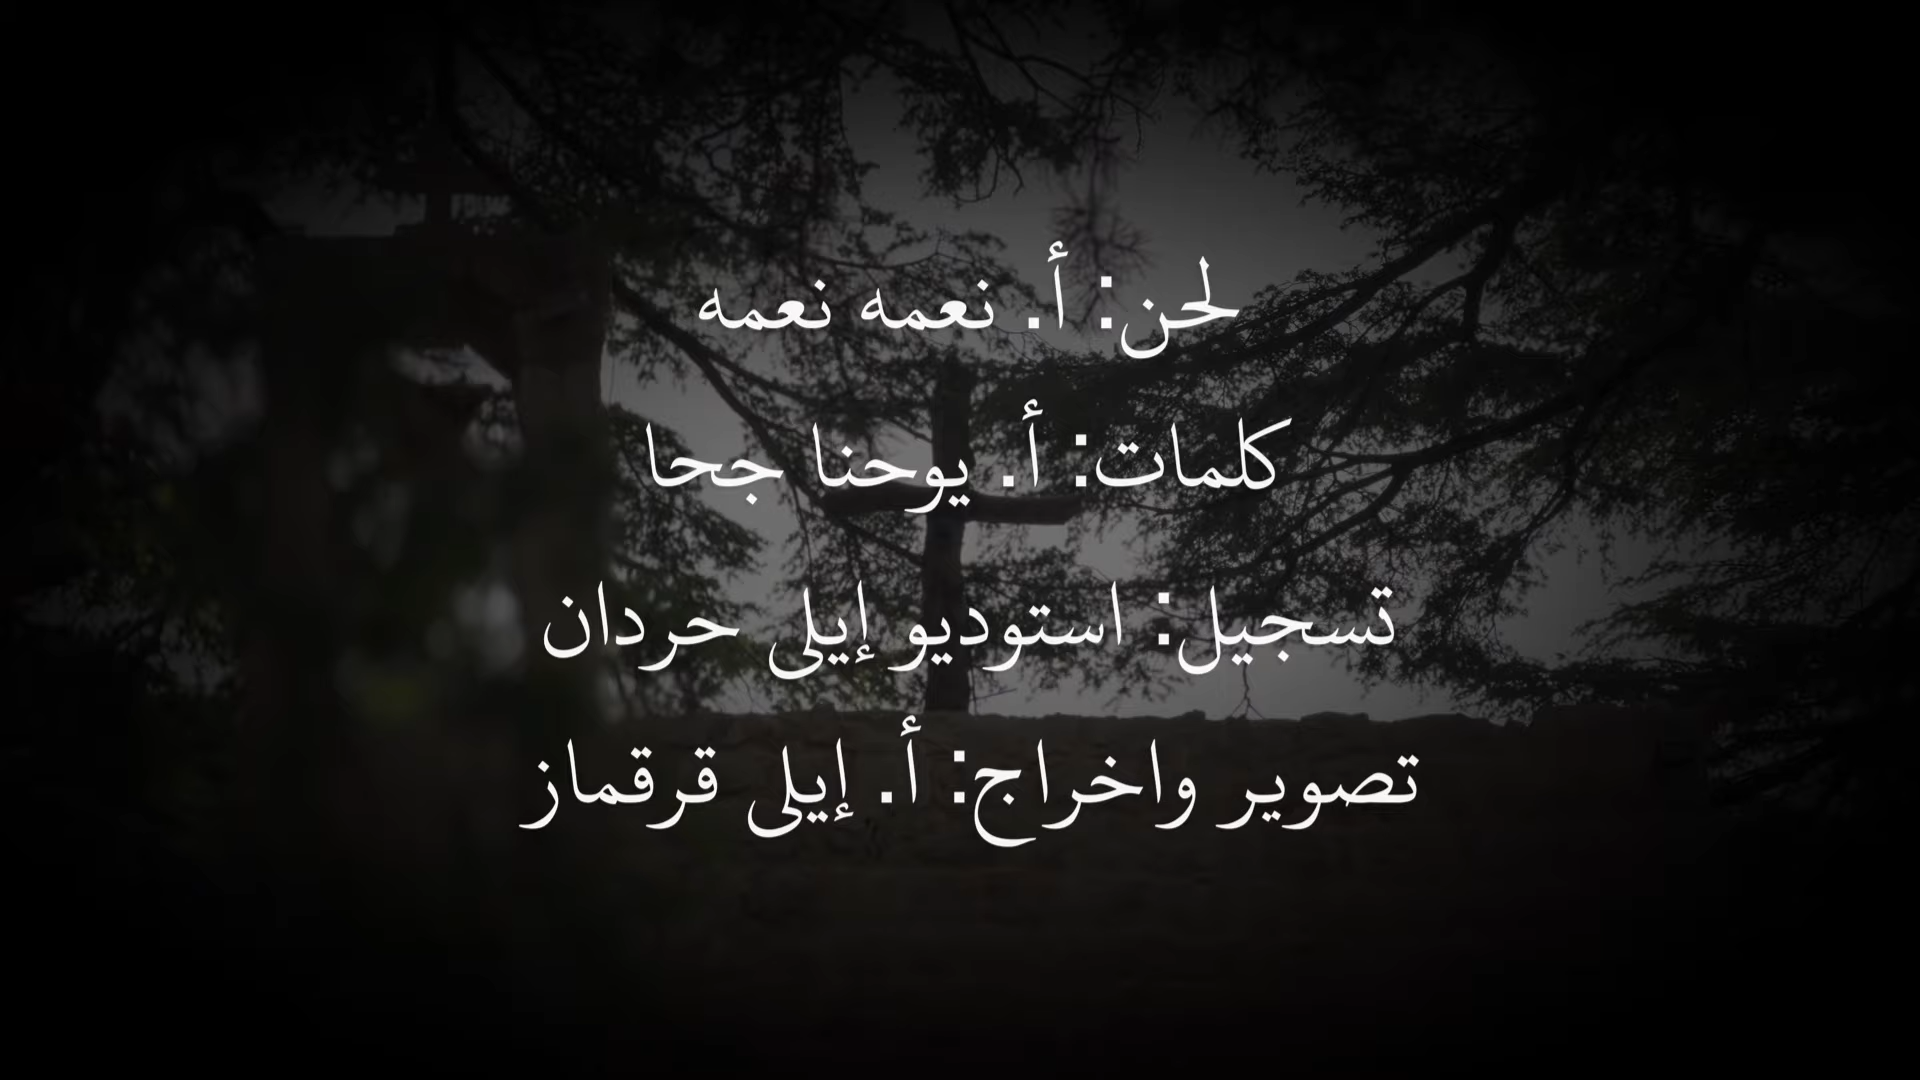 لحن: أ. نعمه نعمه
كلمات: أ. يوحنا جحا
تسجيل: استوديو إيلي حردان
تصوير واخراج: أ. إيلي قرقماز